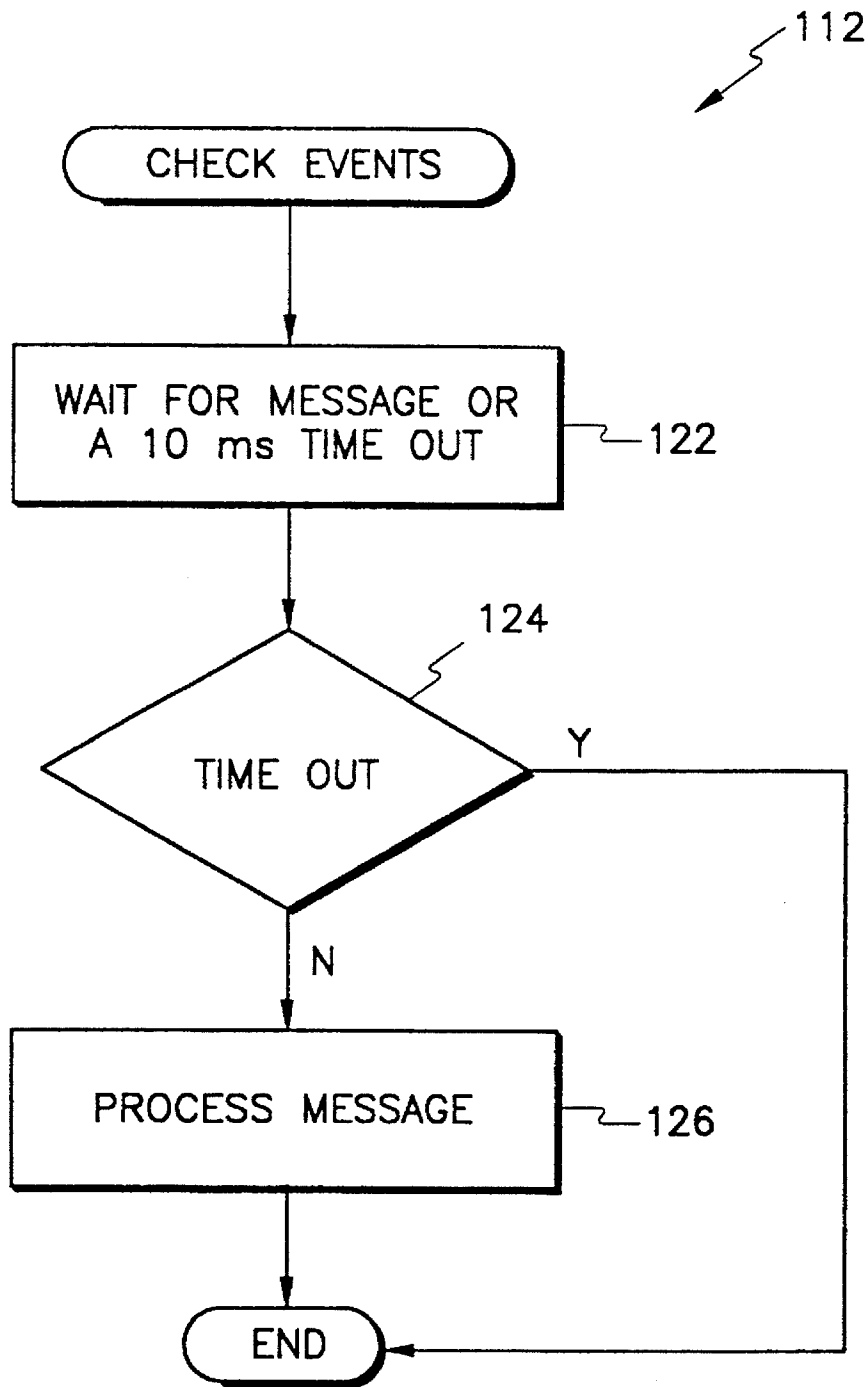 112
CHECK EVENTS
WAIT FOR MESSAGE OR
A 10 ms TIME OUT
122
124
TIME OUT
Y
N
PROCESS MESSAGE
126
END